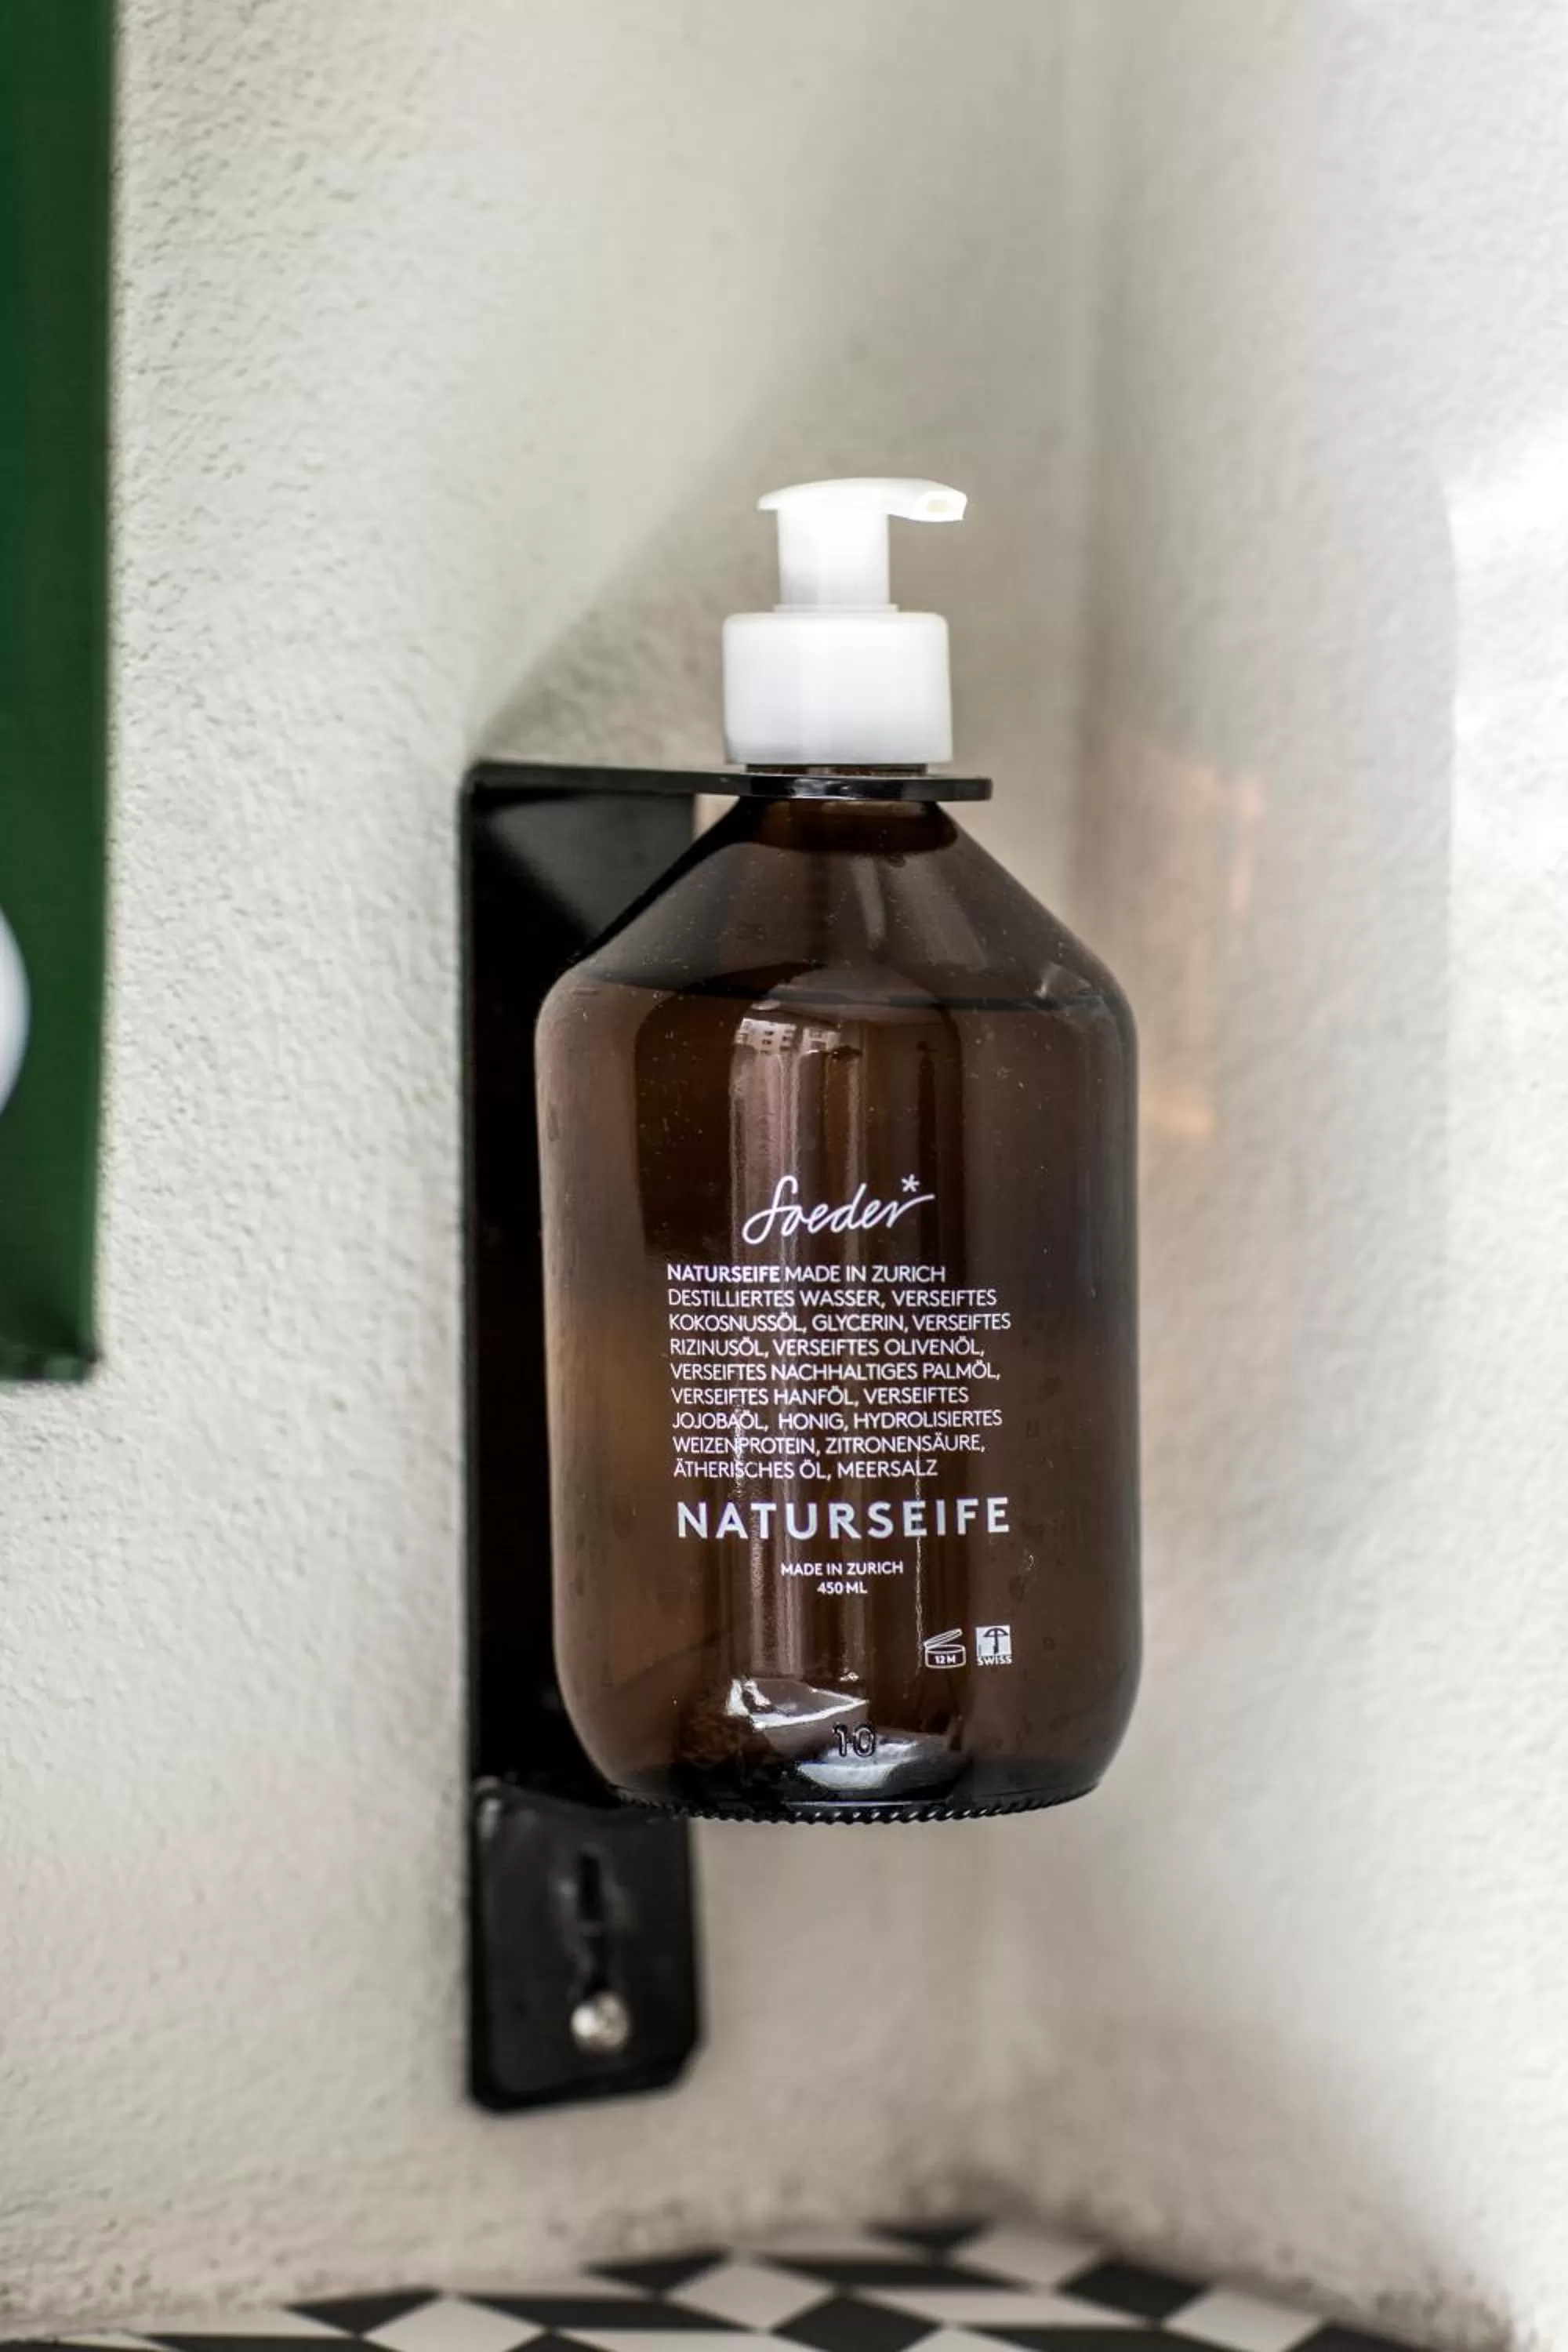 Soeder*
NATURSEIFE MADE IN ZURICH
DESTILLIERTES WASSER, VERSEIFTES
KOKOSNUSSÖL, GLYCERIN, VERSEIFTES
RIZINUSÖL, VERSEIFTES OLIVENÖL,
VERSEIFTES NACHHALTIGES PALMÖL,
VERSEIFTES HANFÖL, VERSEIFTES
JOJOBAÖL, HONIG, HYDROLISIERTES
WEIZENPROTEIN, ZITRONENSÄURE,
ÄTHERISCHES ÖL, MEERSALZ
NATURSEIFE
MADE IN ZURICH
450 ML
12 M SWISS
10